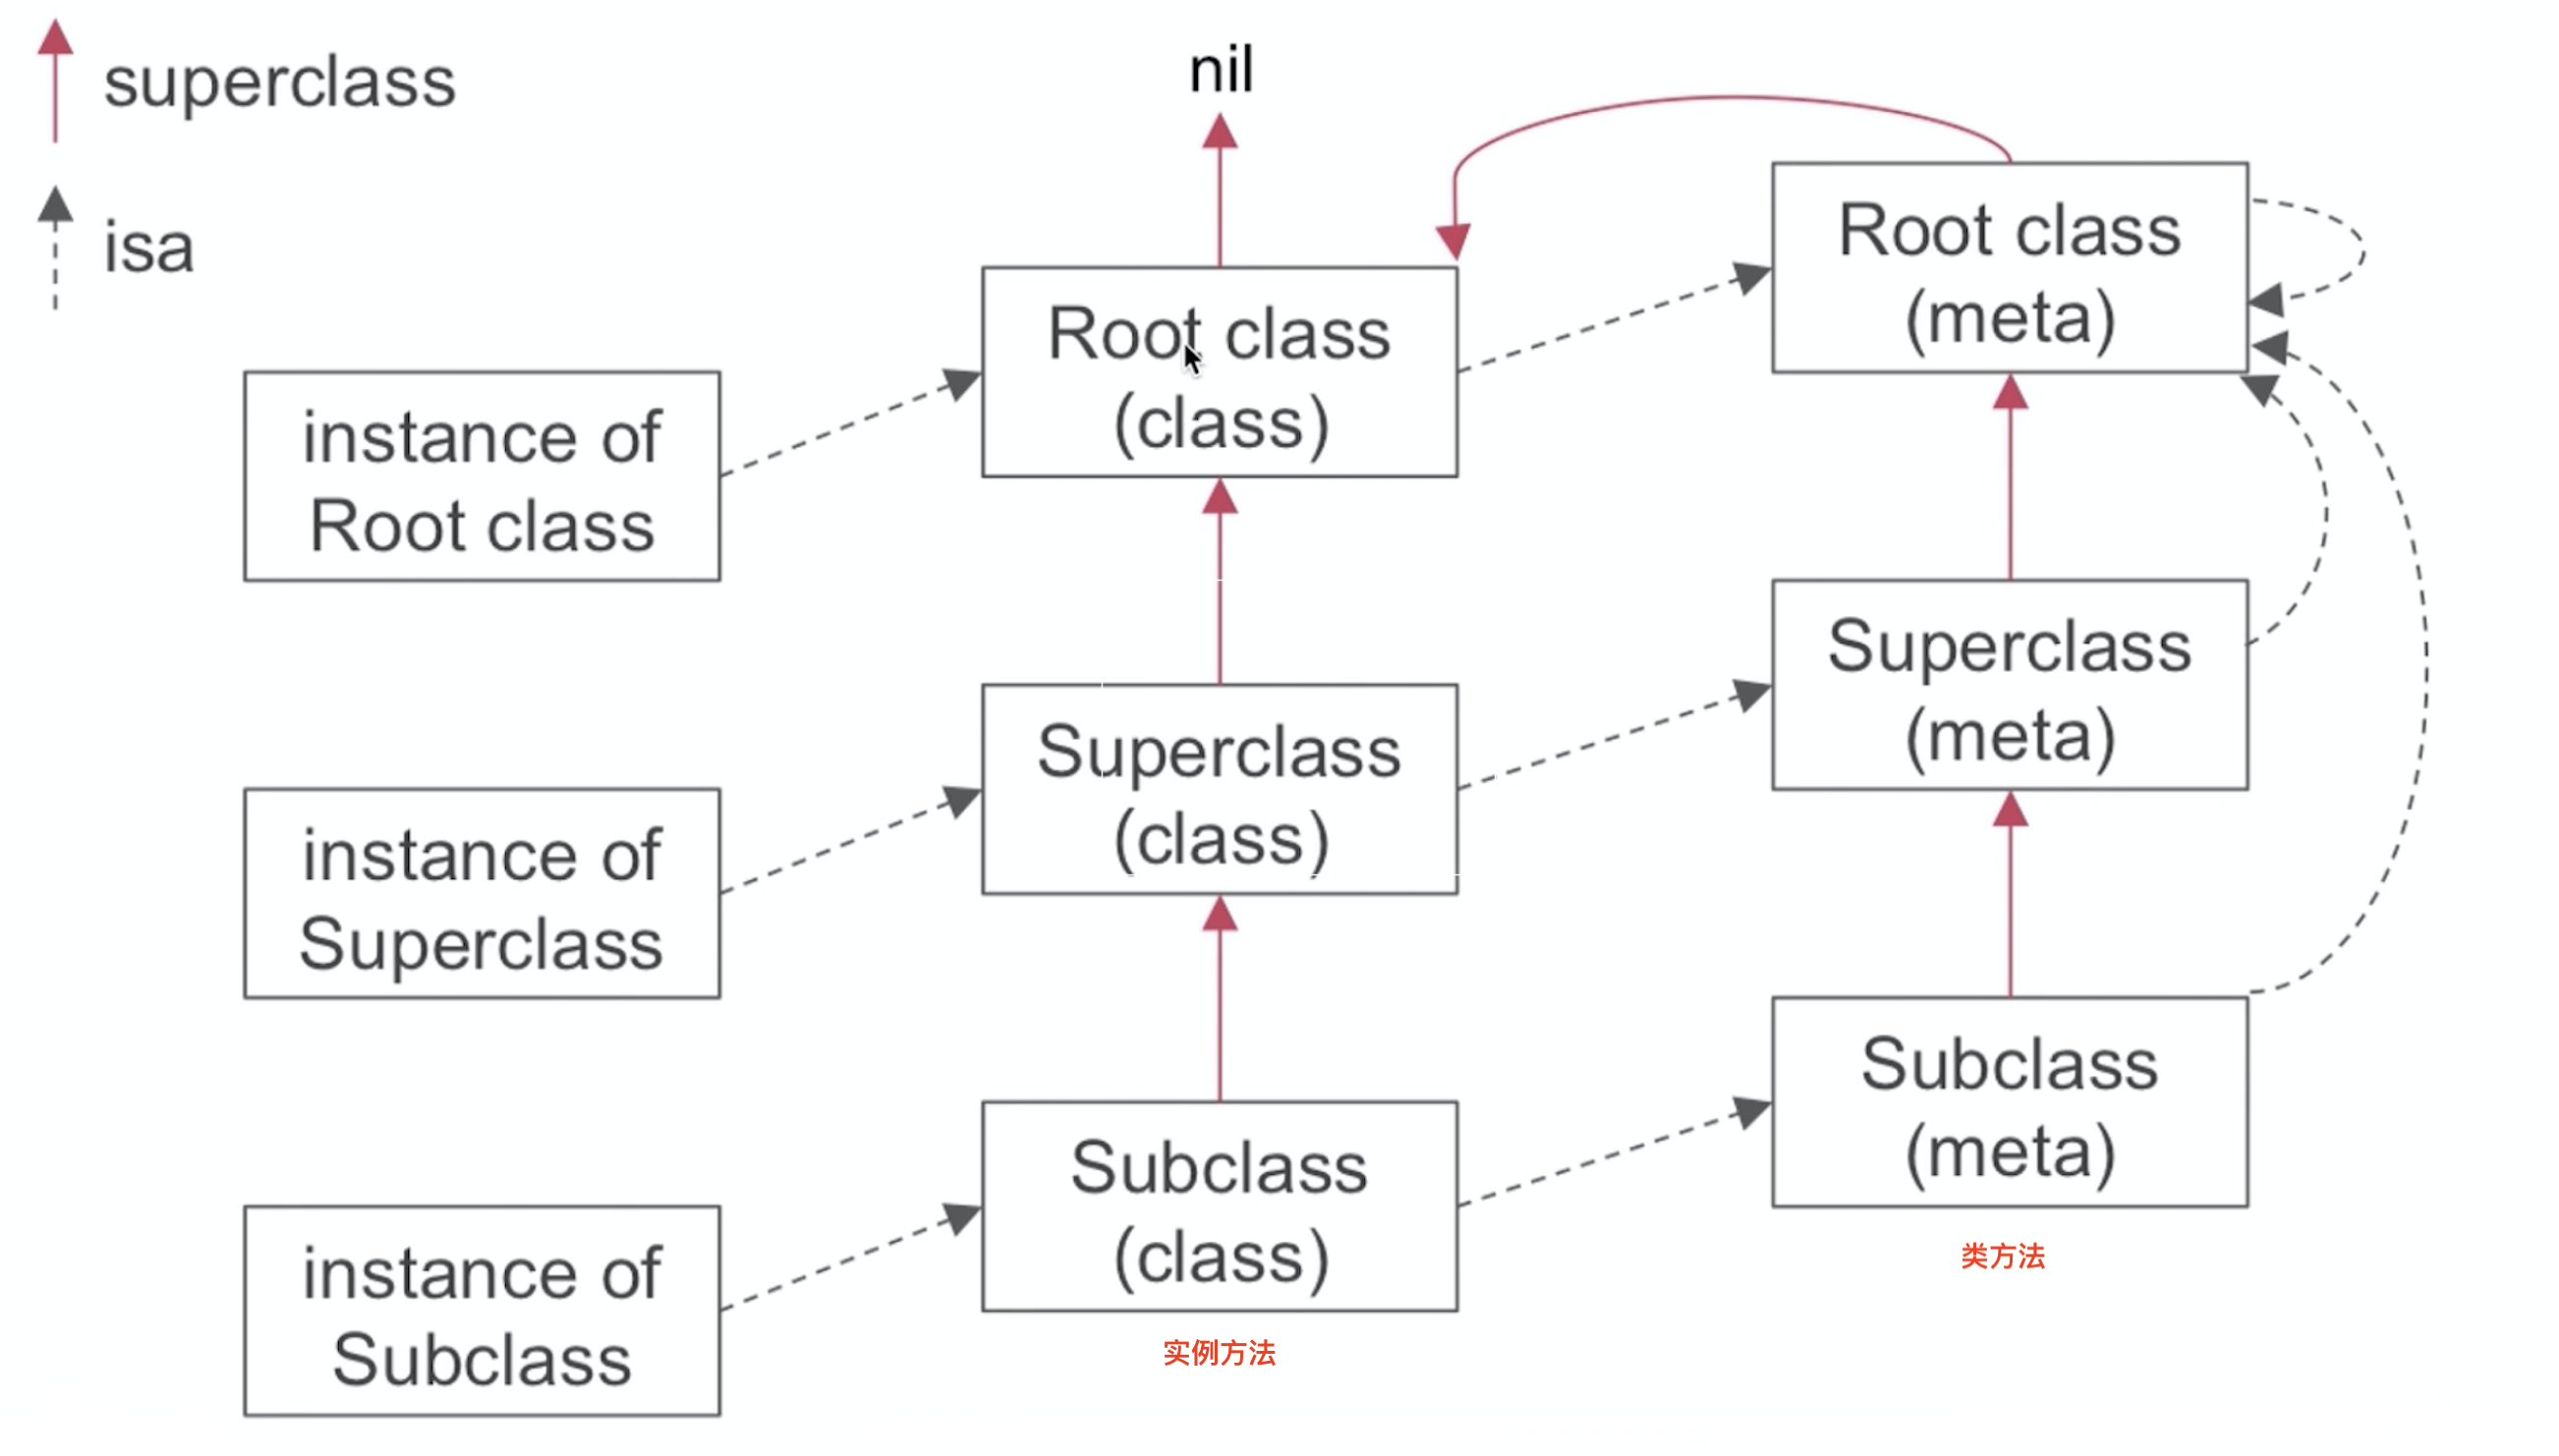 superclass
isa
nil
Root class
(meta)
Root class
(class)
instance of
Root class
Superclass
(meta)
Superclass
(class)
instance of
Superclass
Subclass
(meta)
类方法
Subclass
(class)
实例方法
instance of
Subclass